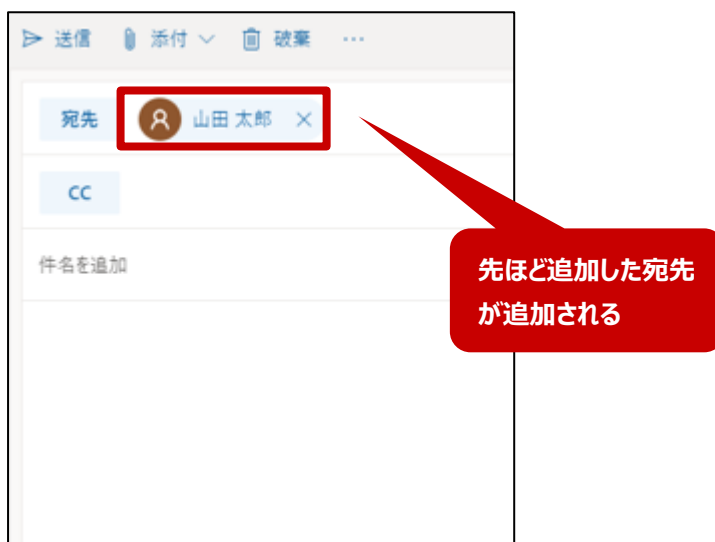 送信 添付 破棄 …
宛先 山田 太郎 ×
CC
件名を追加
先ほど追加した宛先
が追加される